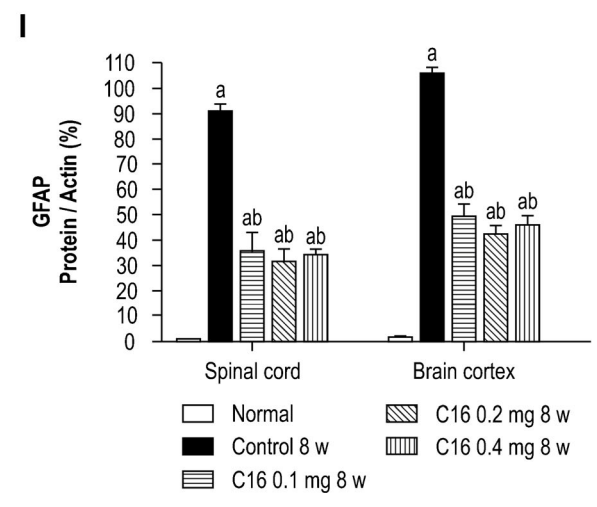 I
GFAP
Protein / Actin (%)
110
100
90
80
70
60
50
40
30
20
10
0
a
ab
ab
ab
a
ab
ab
ab
Spinal cord
Brain cortex
Normal
Control 8 w
C16 0.1 mg 8 w
C16 0.2 mg 8 w
C16 0.4 mg 8 w